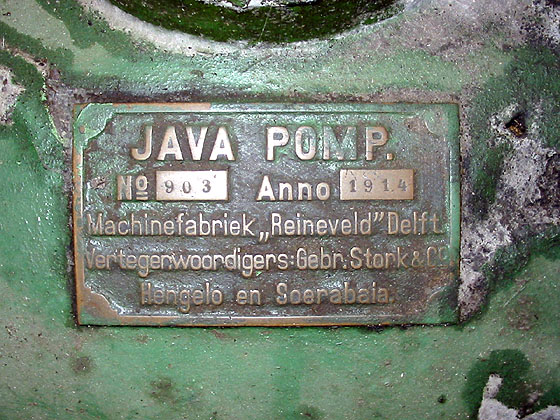 JAVA POMP.
No 903 Anno 1914
Machinefabriek „Reineveld” Delft.
Vertegenwoordigers: Gebr. Stork & Co
Hengelo en Soerabaia.